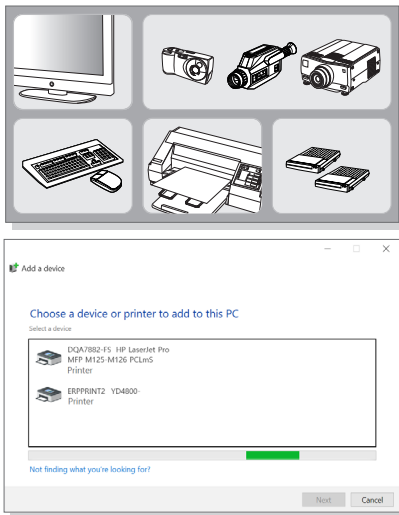 Add a device
Choose a device or printer to add to this PC
Select a device
DQA7882-F5 HP LaserJet Pro
MFP M125-M126 PCLmS
Printer
ERPPRINT2 YD4800-
Printer
Not finding what you're looking for?
Next Cancel